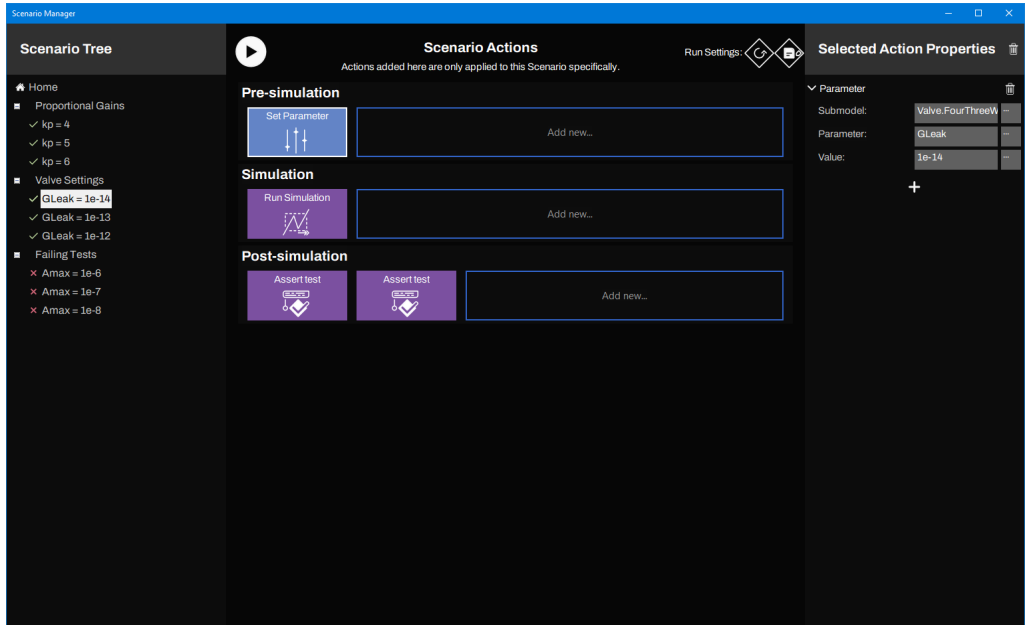 Scenario Manager
Scenario Tree
Home
Proportional Gains
kp = 4
kp = 5
kp = 6
Valve Settings
GLeak = 1e-14
GLeak = 1e-13
GLeak = 1e-12
Failing Tests
Amax = 1e-6
Amax = 1e-7
Amax = 1e-8
Scenario Actions
Actions added here are only applied to this Scenario specifically.
Run Settings:
Pre-simulation
Set Parameter
Add new...
Simulation
Run Simulation
Add new...
Post-simulation
Assert test
Assert test
Add new...
Selected Action Properties
Parameter
Submodel: Valve.FourThreeW ...
Parameter: GLeak ...
Value: 1e-14 ...